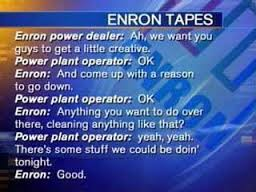 ENRON TAPES
Enron power dealer: Ah, we want you
guys to get a little creative.
Power plant operator: OK
Enron: And come up with a reason
to go down.
Power plant operator: OK
Enron: Anything you want to do over
there, cleaning anything like that?
Power plant operator: yeah, yeah.
There's some stuff we could be doin'
tonight.
Enron: Good.